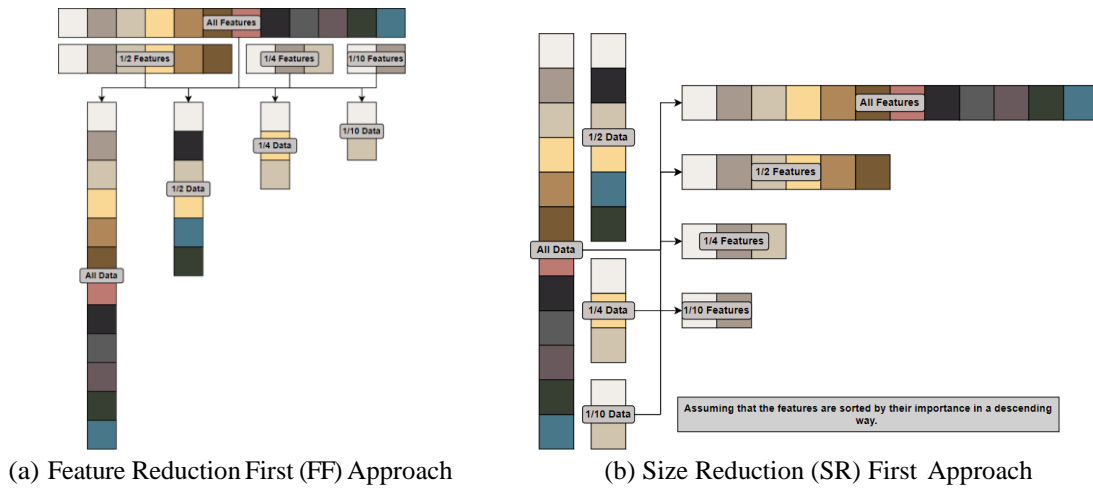 All Features
1/2 Features
1/4 Features
1/10 Features
1/10 Data
1/4 Data
1/2 Data
All Data
(a) Feature Reduction First (FF) Approach
All Features
1/2 Data
1/2 Features
1/4 Features
All Data
1/4 Data
1/10 Features
1/10 Data
Assuming that the features are sorted by their importance in a descending
way.
(b) Size Reduction (SR) First Approach